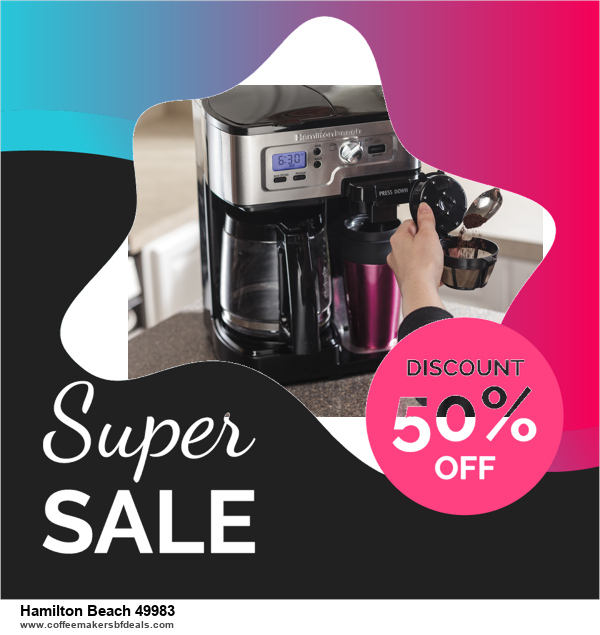 Hamilton Beach
6:30
PRESS DOWN
DISCOUNT
50%
OFF
Super
SALE
Hamilton Beach 49983
www.coffeemakersbfdeals.com